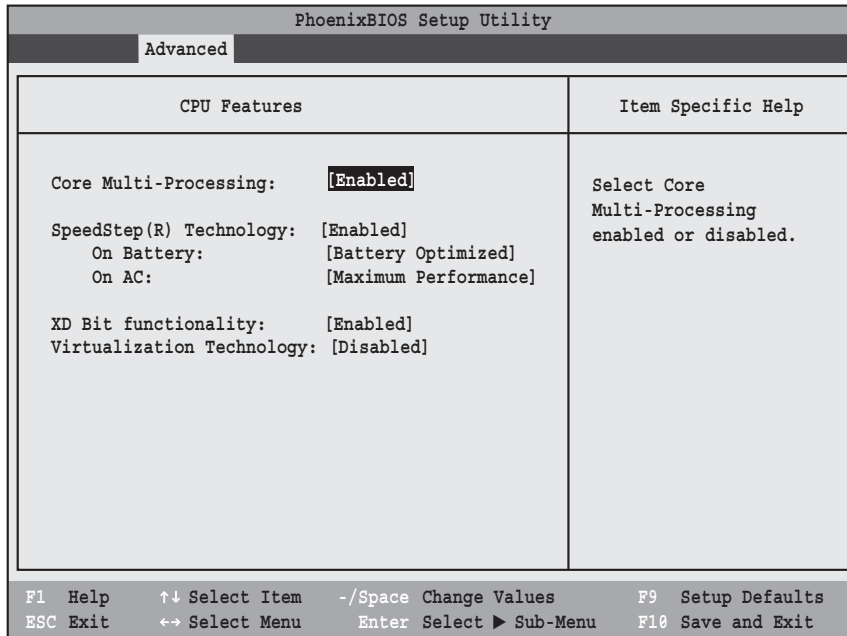 PhoenixBIOS Setup Utility
Advanced
CPU Features
Item Specific Help
Core Multi-Processing: [Enabled]
SpeedStep(R) Technology: [Enabled]
On Battery: [Battery Optimized]
On AC: [Maximum Performance]
XD Bit functionality: [Enabled]
Virtualization Technology: [Disabled]
Select Core
Multi-Processing
enabled or disabled.
F1 Help ↑↓ Select Item -/Space Change Values F9 Setup Defaults
ESC Exit ←→ Select Menu Enter Select ▶ Sub-Menu F10 Save and Exit